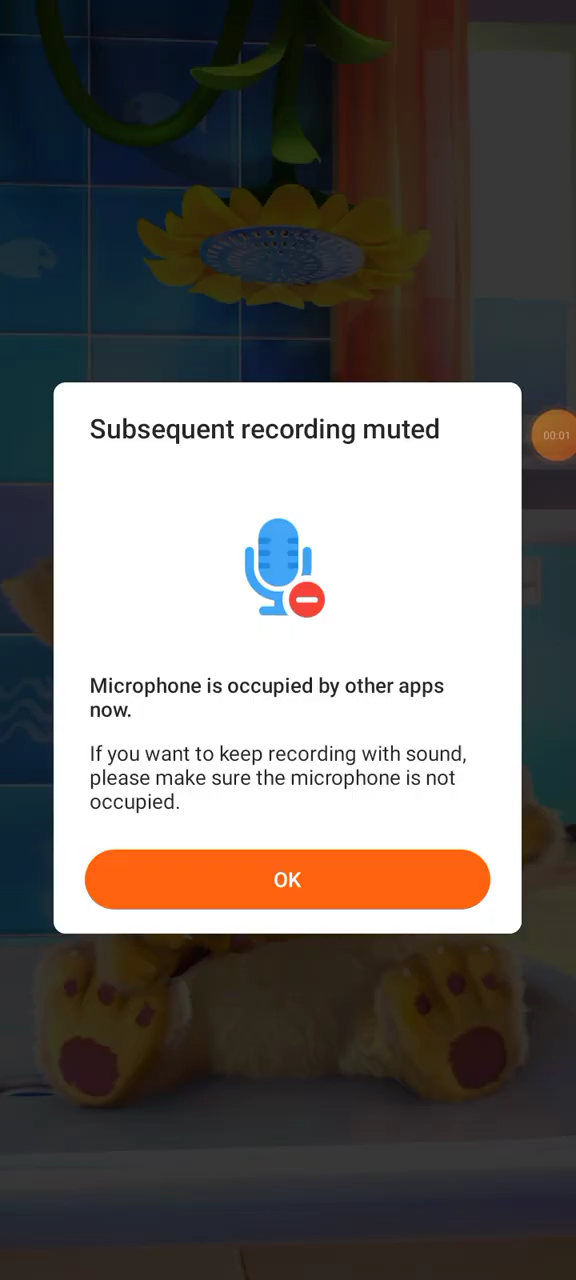 Subsequent recording muted
00:01
Microphone is occupied by other apps
now.
If you want to keep recording with sound,
please make sure the microphone is not
occupied.
OK